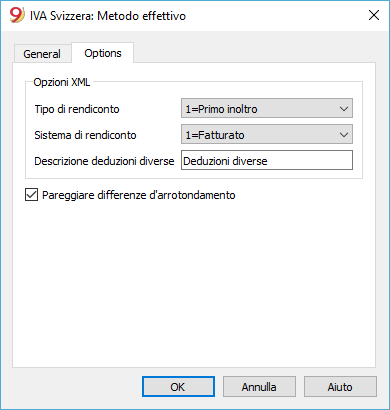 9 IVA Svizzera: Metodo effettivo
General Options
Opzioni XML
Tipo di rendiconto 1=Primo inoltro
Sistema di rendiconto 1=Fatturato
Descrizione deduzioni diverse Deduzioni diverse
Pareggiare differenze d'arrotondamento
OK Annulla Aiuto